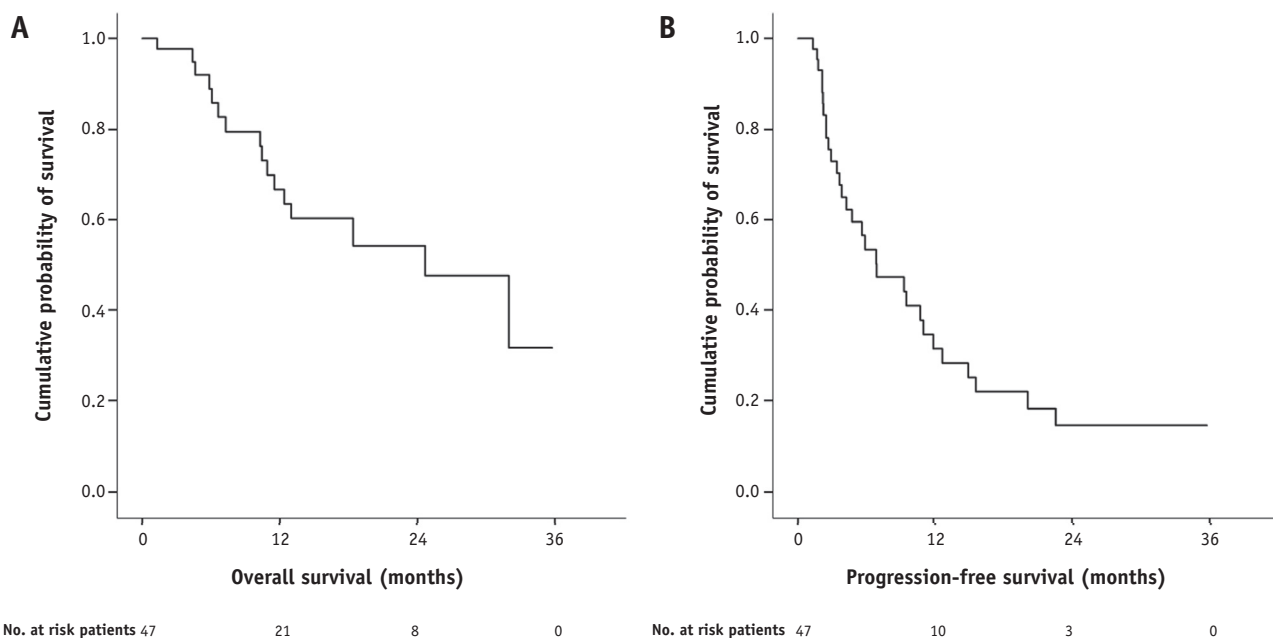 A
Cumulative probability of survival
1.0
0.8
0.6
0.4
0.2
0.0
0 12 24 36
Overall survival (months)
No. at risk patients 47 21 8 0
B
Cumulative probability of survival
1.0
0.8
0.6
0.4
0.2
0.0
0 12 24 36
Progression-free survival (months)
No. at risk patients 47 10 3 0